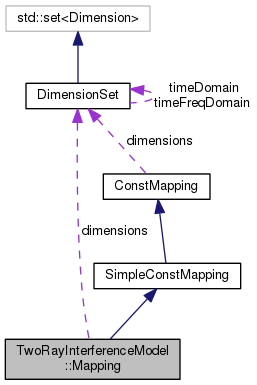 std::set< Dimension >
DimensionSet
timeDomain
timeFreqDomain
dimensions
ConstMapping
dimensions
SimpleConstMapping
TwoRayInterferenceModel
::Mapping